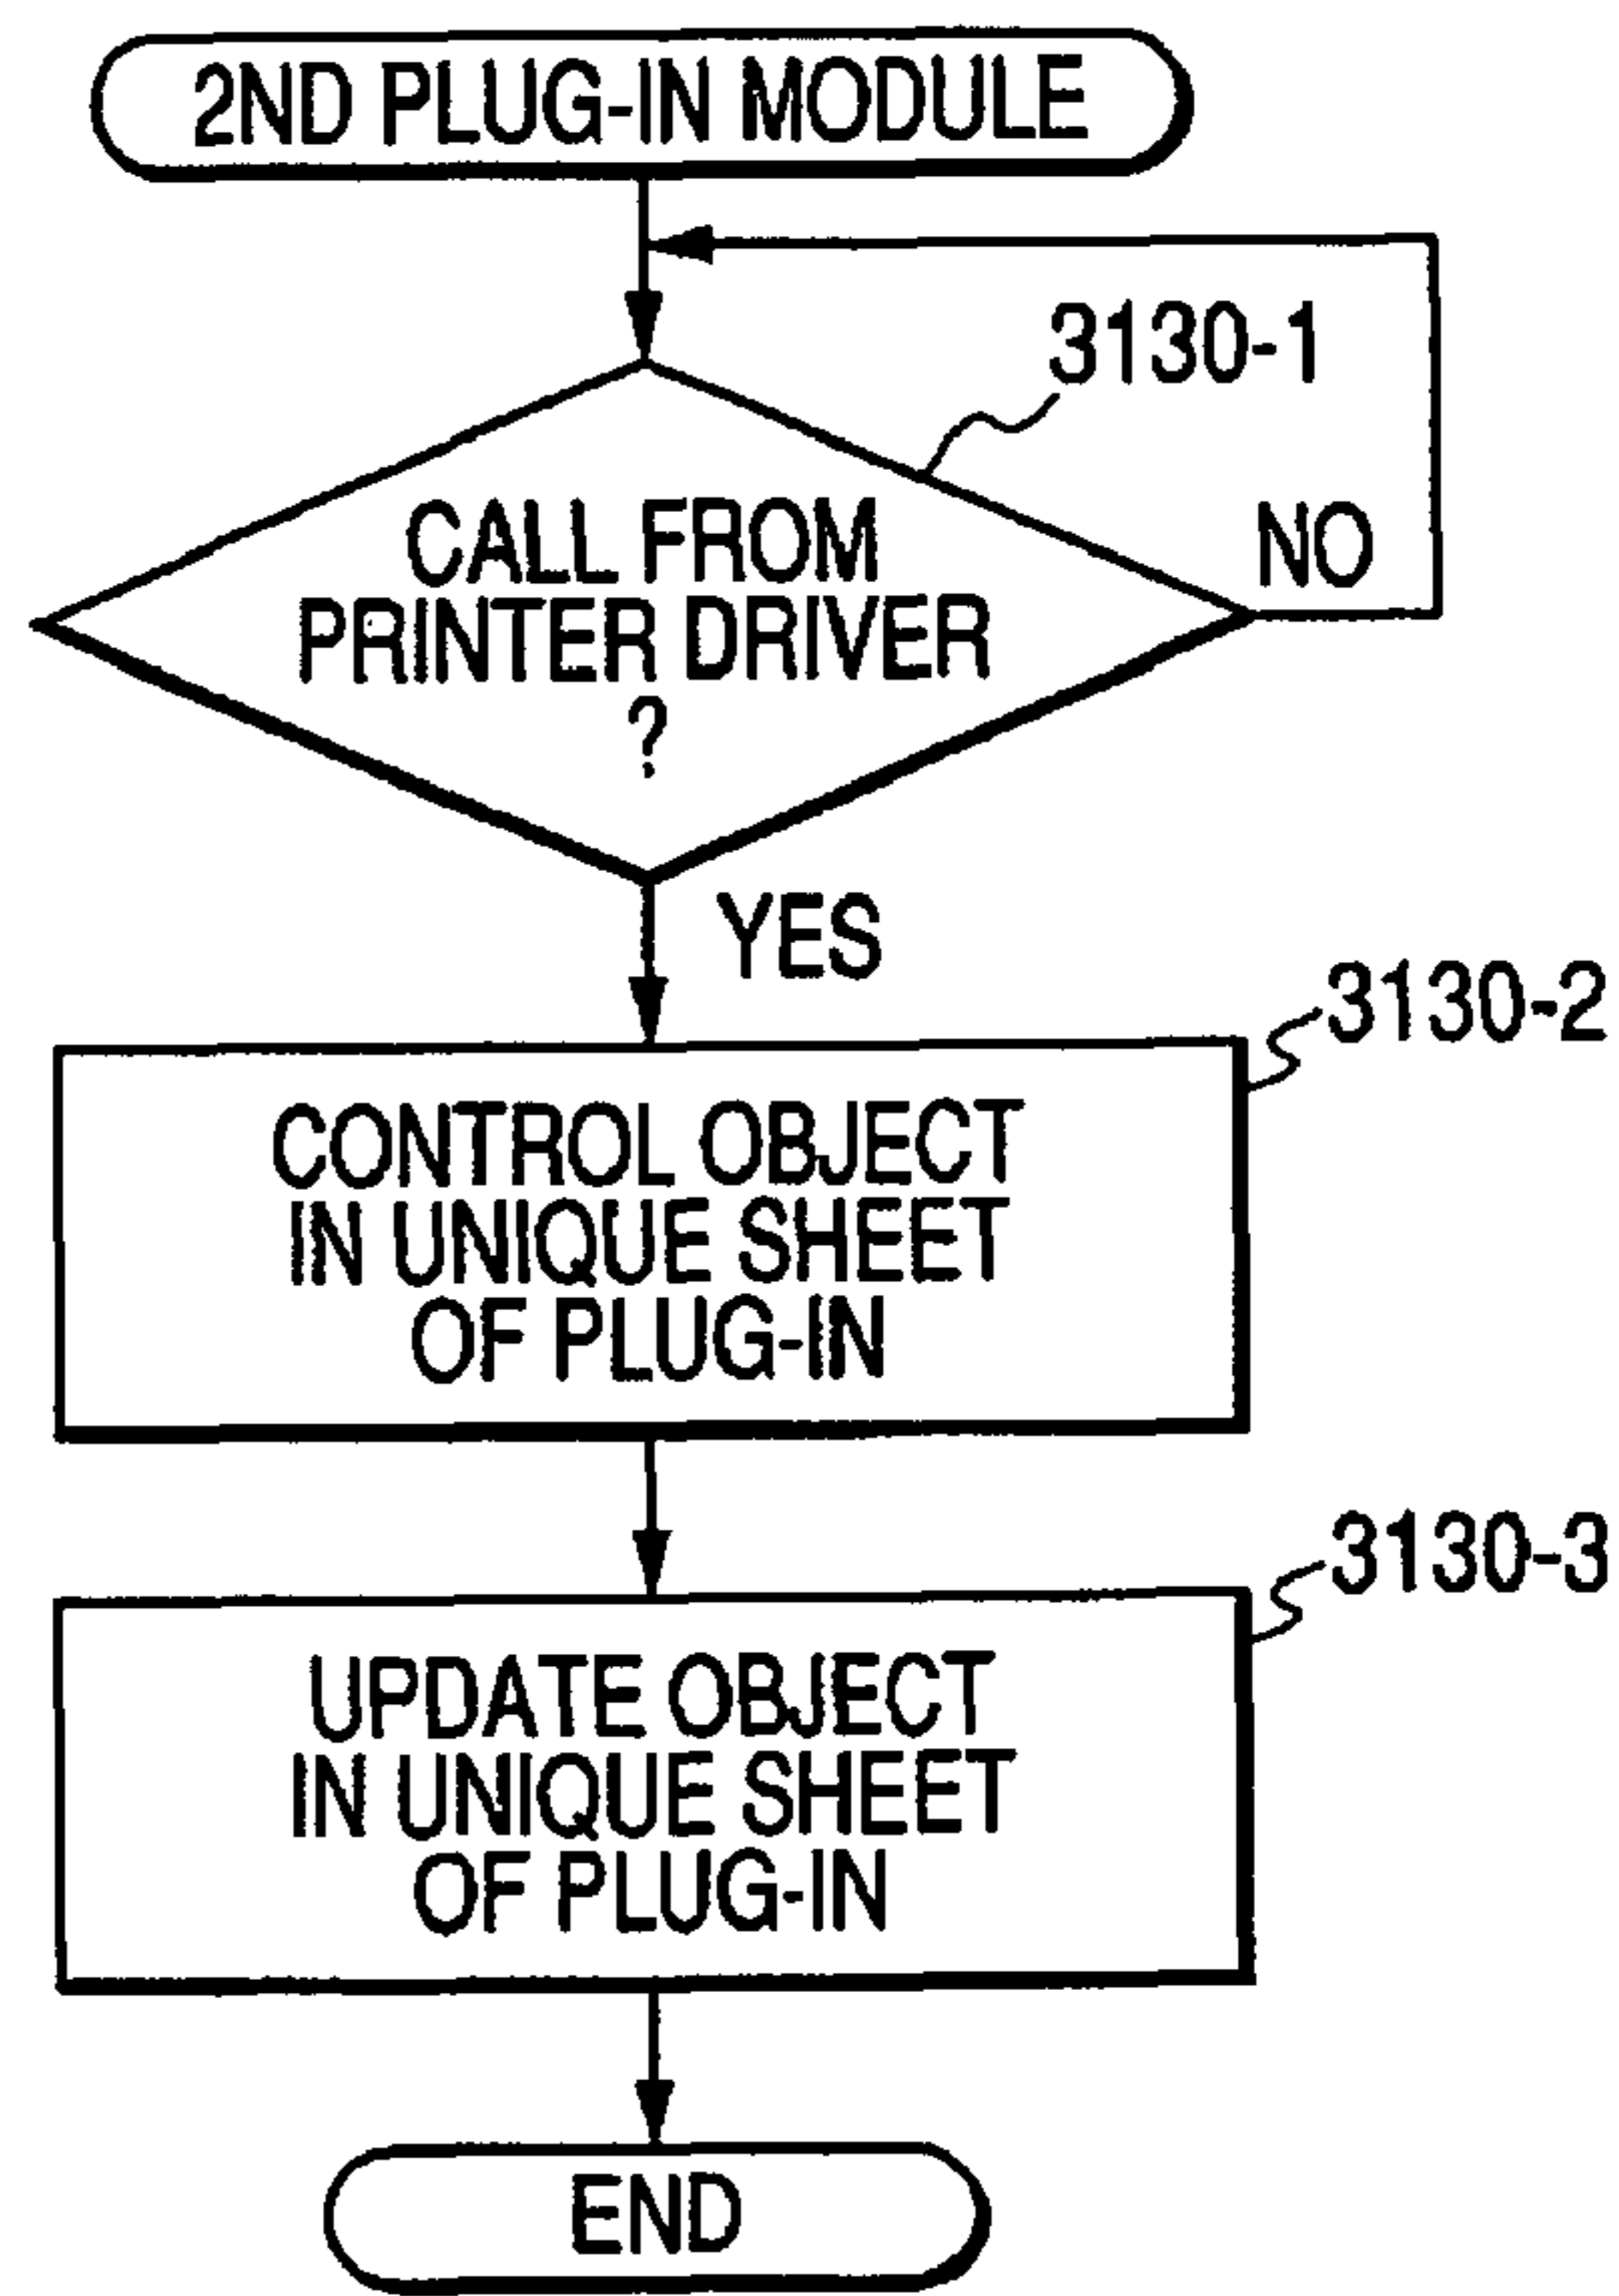 2ND PLUG-IN MODULE
3130-1
CALL FROM
PRINTER DRIVER
?
NO
YES
3130-2
CONTROL OBJECT
IN UNIQUE SHEET
OF PLUG-IN
3130-3
UPDATE OBJECT
IN UNIQUE SHEET
OF PLUG-IN
END